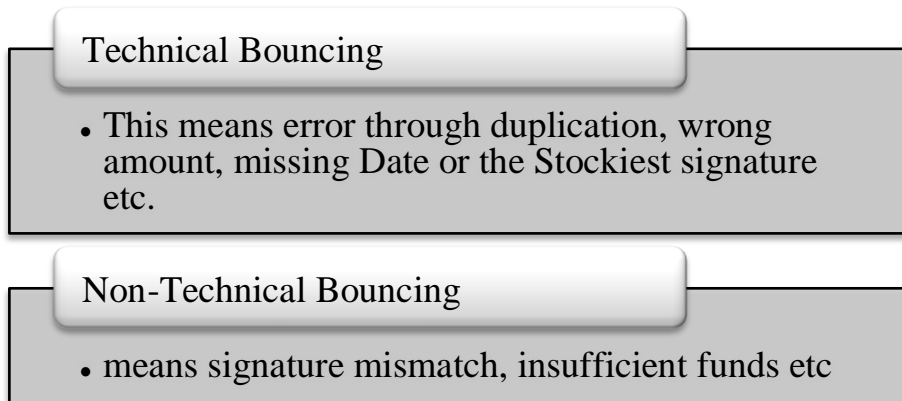 Technical Bouncing
• This means error through duplication, wrong
amount, missing Date or the Stockiest signature
etc.
Non-Technical Bouncing
• means signature mismatch, insufficient funds etc